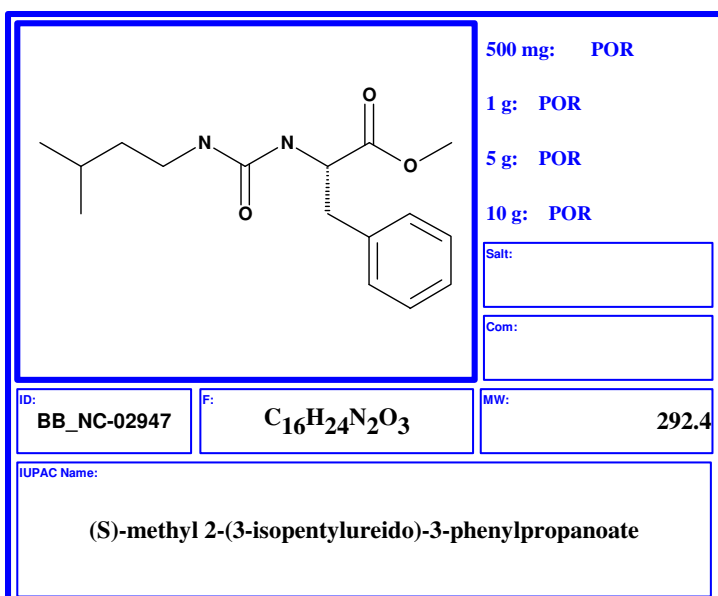 500 mg: POR
1 g: POR
5 g: POR
10 g: POR
O
N
N
O
O
Salt:
Com:
ID:
BB_NC-02947
F:
C16H24N2O3
MW:
292.4
IUPAC Name:
(S)-methyl 2-(3-isopentylureido)-3-phenylpropanoate